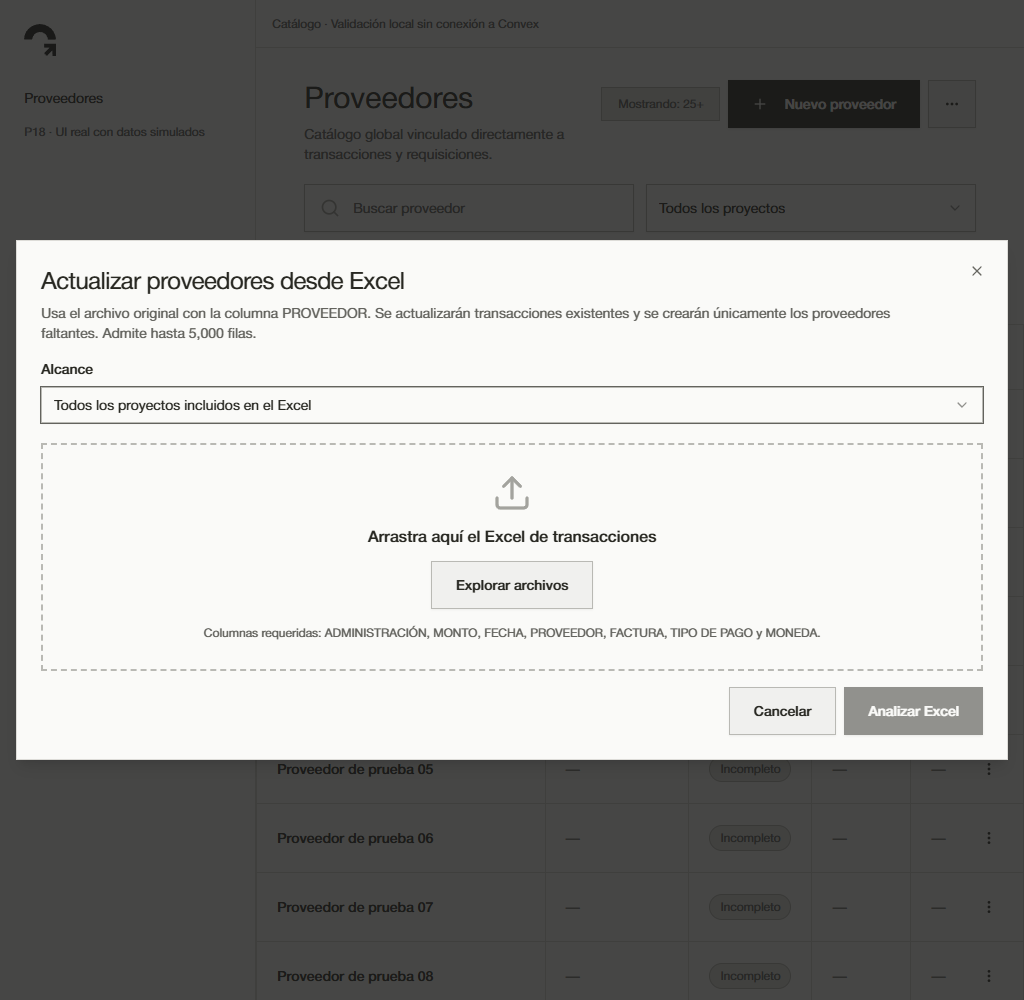 Catálogo · Validación local sin conexión a Convex
Proveedores
P18 · UI real con datos simulados
Proveedores
Mostrando: 25+
Nuevo proveedor
Catálogo global vinculado directamente a
transacciones y requisiciones.
Buscar proveedor
Todos los proyectos
Actualizar proveedores desde Excel
Usa el archivo original con la columna PROVEEDOR. Se actualizarán transacciones existentes y se crearán únicamente los proveedores
faltantes. Admite hasta 5,000 filas.
Alcance
Todos los proyectos incluidos en el Excel
Arrastra aquí el Excel de transacciones
Explorar archivos
Columnas requeridas: ADMINISTRACIÓN, MONTO, FECHA, PROVEEDOR, FACTURA, TIPO DE PAGO y MONEDA.
Cancelar
Analizar Excel
Proveedor de prueba 05 — Incompleto — —
Proveedor de prueba 06 — Incompleto — —
Proveedor de prueba 07 — Incompleto — —
Proveedor de prueba 08 — Incompleto — —